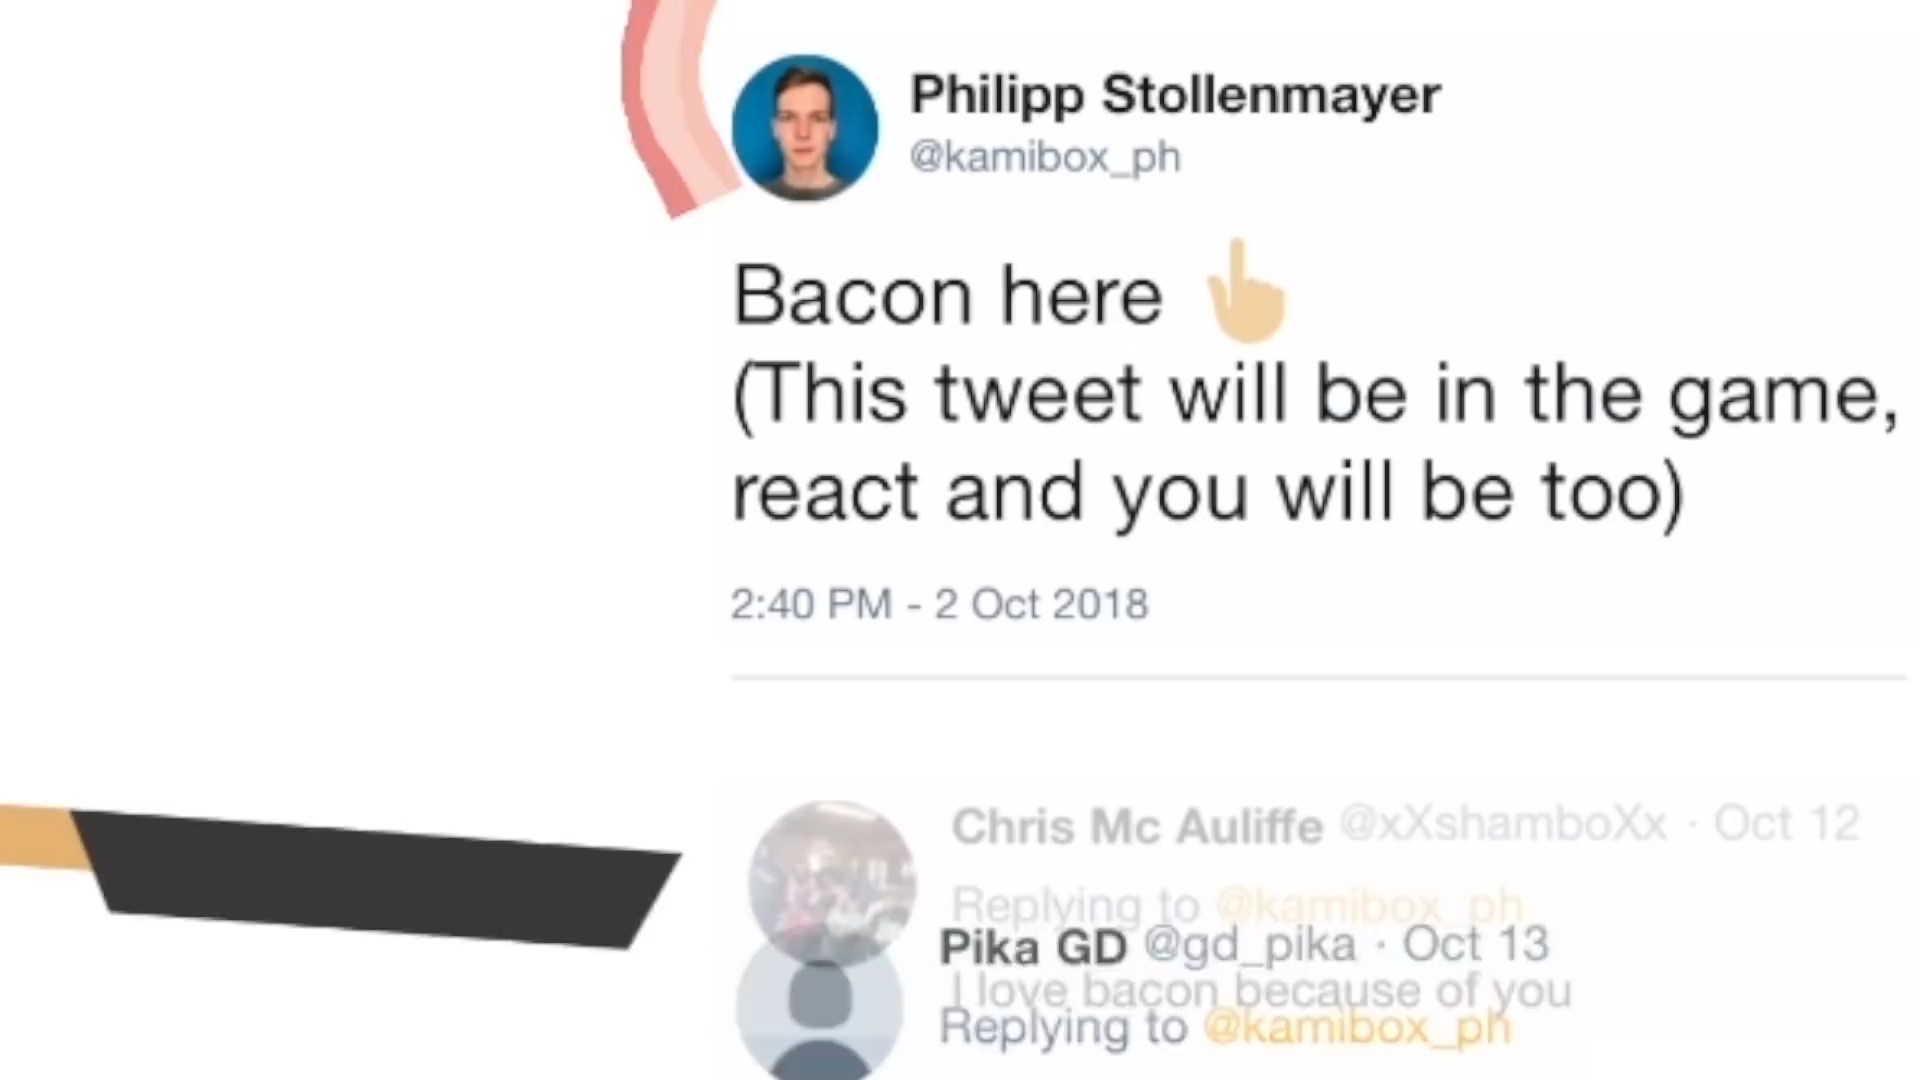 Philipp Stollenmayer
@kamibox_ph
Bacon here 👆
(This tweet will be in the game,
react and you will be too)
2:40 PM - 2 Oct 2018
Chris Mc Auliffe @xXshamboXx · Oct 12
Replying to @kamibox_ph
Pika GD @gd_pika · Oct 13
I love bacon because of you
Replying to @kamibox_ph